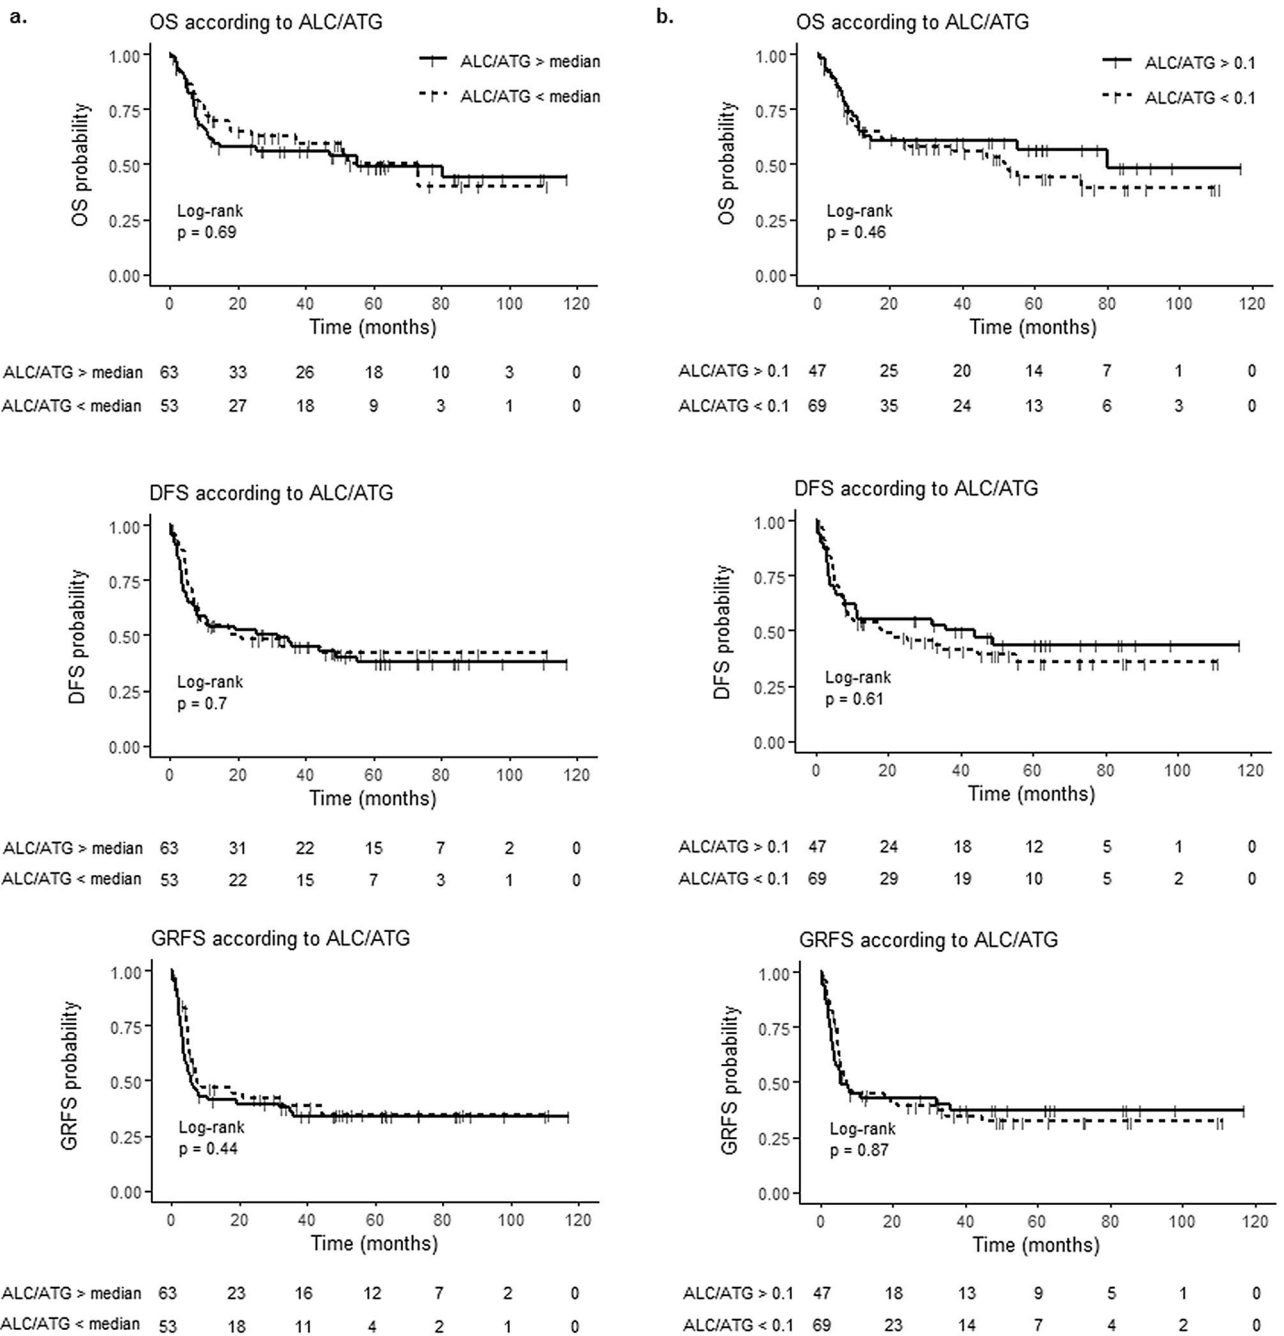 a.
OS according to ALC/ATG
OS probability
1.00
0.75
0.50
0.25
0.00
ALC/ATG > median
ALC/ATG < median
Log-rank
p = 0.69
0 20 40 60 80 100 120
Time (months)
ALC/ATG > median 63 33 26 18 10 3 0
ALC/ATG < median 53 27 18 9 3 1 0
DFS according to ALC/ATG
DFS probability
1.00
0.75
0.50
0.25
0.00
Log-rank
p = 0.7
0 20 40 60 80 100 120
Time (months)
ALC/ATG > median 63 31 22 15 7 2 0
ALC/ATG < median 53 22 15 7 3 1 0
GRFS according to ALC/ATG
GRFS probability
1.00
0.75
0.50
0.25
0.00
Log-rank
p = 0.44
0 20 40 60 80 100 120
Time (months)
ALC/ATG > median 63 23 16 12 7 2 0
ALC/ATG < median 53 18 11 4 2 1 0
b.
OS according to ALC/ATG
OS probability
1.00
0.75
0.50
0.25
0.00
ALC/ATG > 0.1
ALC/ATG < 0.1
Log-rank
p = 0.46
0 20 40 60 80 100 120
Time (months)
ALC/ATG > 0.1 47 25 20 14 7 1 0
ALC/ATG < 0.1 69 35 24 13 6 3 0
DFS according to ALC/ATG
DFS probability
1.00
0.75
0.50
0.25
0.00
Log-rank
p = 0.61
0 20 40 60 80 100 120
Time (months)
ALC/ATG > 0.1 47 24 18 12 5 1 0
ALC/ATG < 0.1 69 29 19 10 5 2 0
GRFS according to ALC/ATG
GRFS probability
1.00
0.75
0.50
0.25
0.00
Log-rank
p = 0.87
0 20 40 60 80 100 120
Time (months)
ALC/ATG > 0.1 47 18 13 9 5 1 0
ALC/ATG < 0.1 69 23 14 7 4 2 0